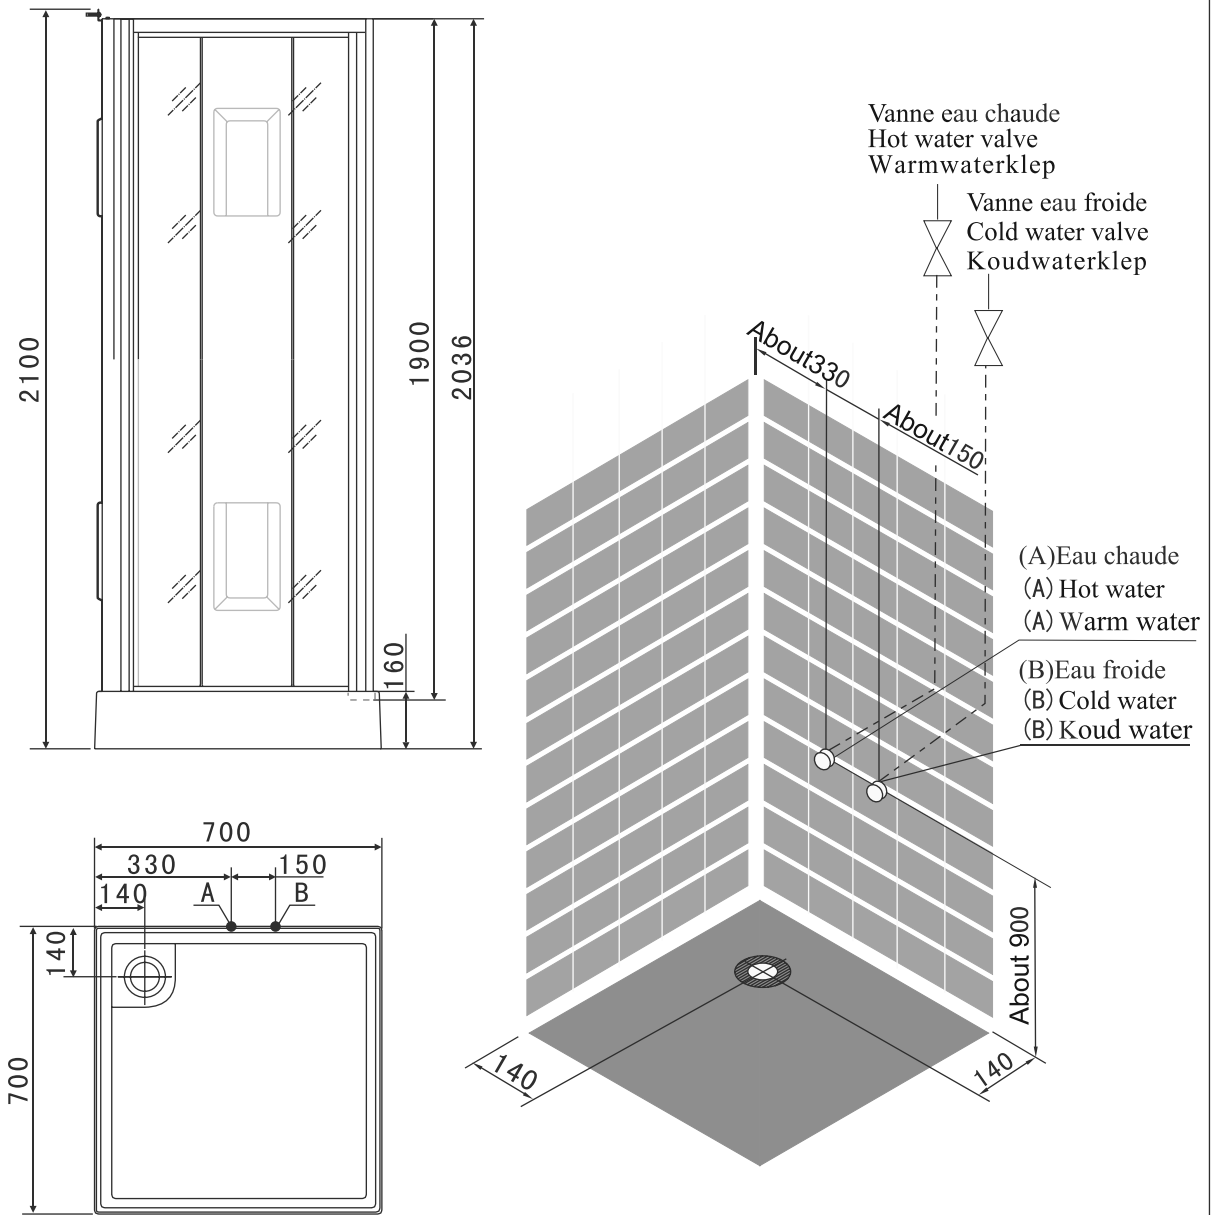 2100
1900
2036
160
Vanne eau chaude
Hot water valve
Warmwaterklep
Vanne eau froide
Cold water valve
Koudwaterklep
About330
About150
(A)Eau chaude
(A) Hot water
(A) Warm water
(B)Eau froide
(B) Cold water
(B) Koud water
About 900
140
140
700
330
150
140
A
B
140
700